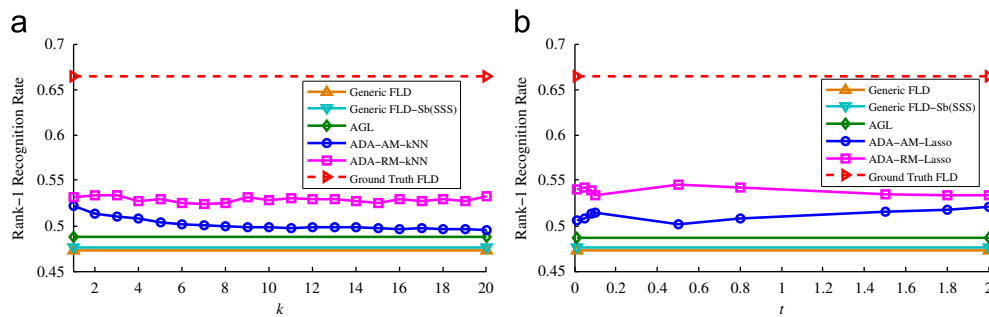 a
Rank−1 Recognition Rate
0.7
0.65
0.6
0.55
0.5
0.45
2 4 6 8 10 12 14 16 18 20
k
Generic FLD
Generic FLD−Sb(SSS)
AGL
ADA−AM−kNN
ADA−RM−kNN
Ground Truth FLD
b
Rank−1 Recognition Rate
0.7
0.65
0.6
0.55
0.5
0.45
0 0.2 0.4 0.6 0.8 1 1.2 1.4 1.6 1.8 2
t
Generic FLD
Generic FLD−Sb(SSS)
AGL
ADA−AM−Lasso
ADA−RM−Lasso
Ground Truth FLD